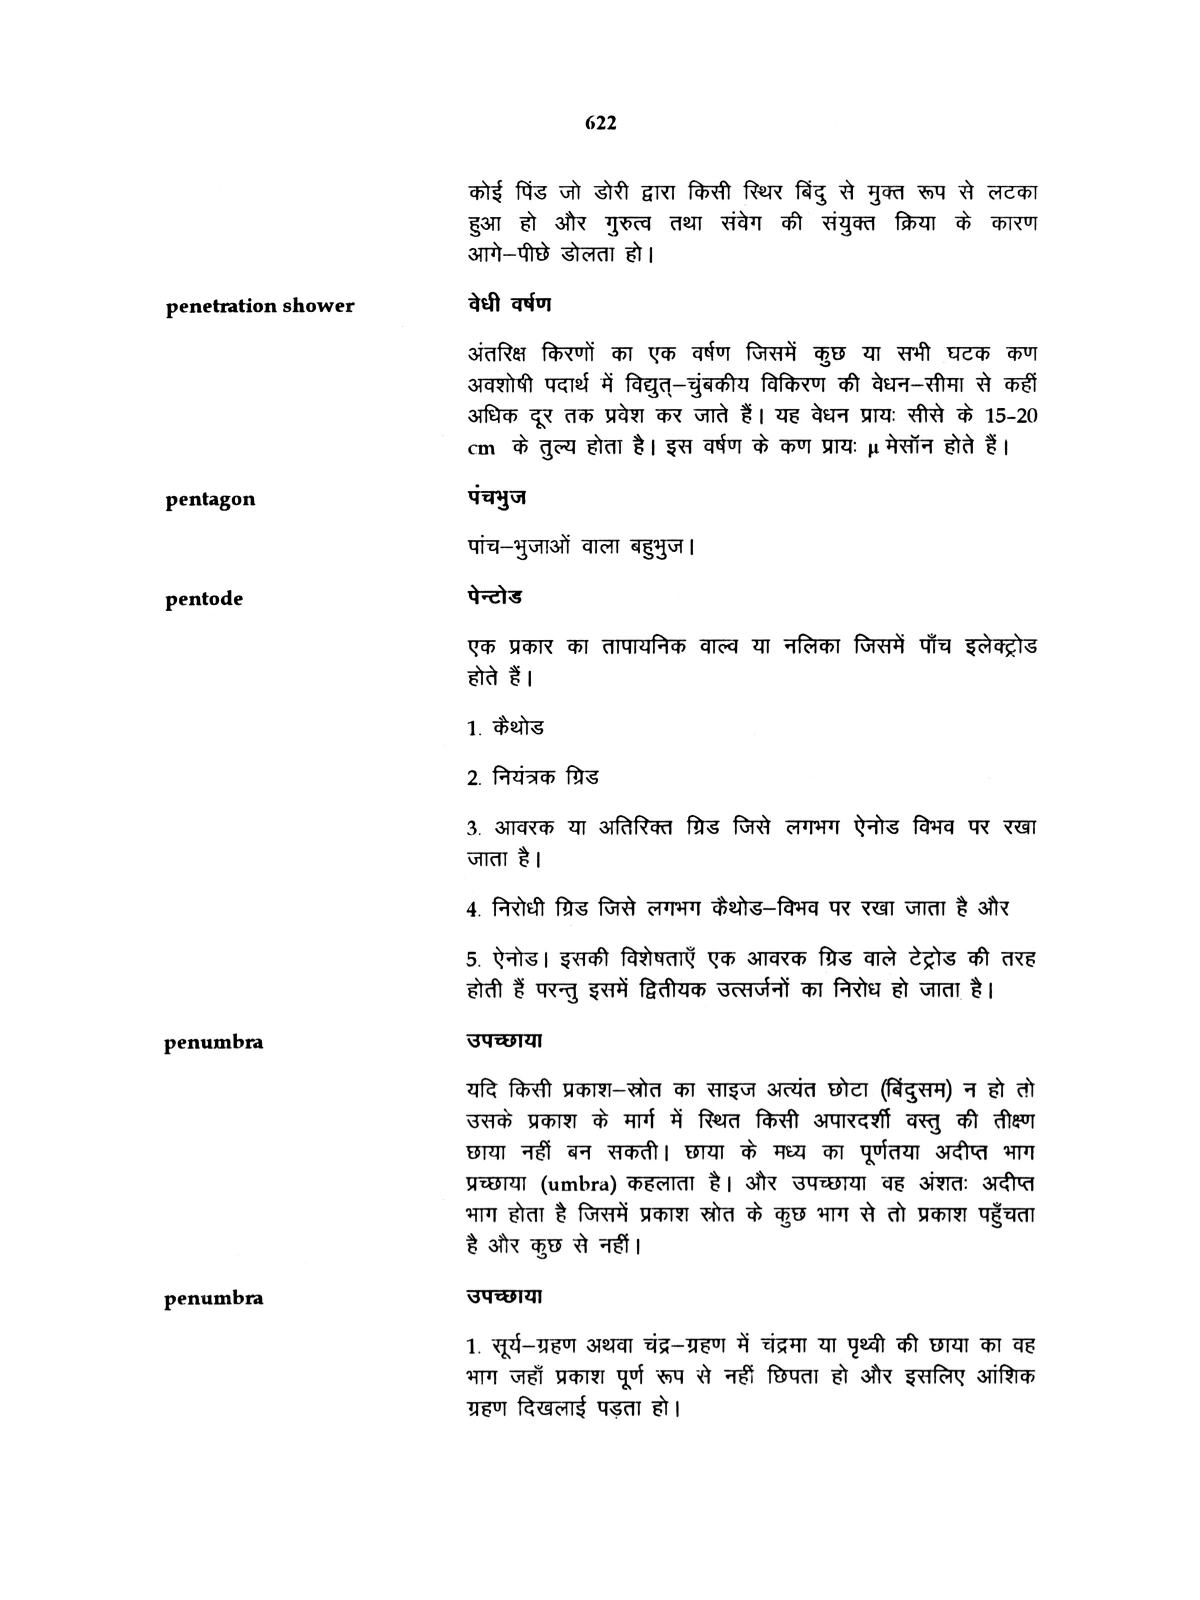 622
कोई पिंड जो डोरी द्वारा किसी स्थिर बिंदु से मुक्त रूप से लटका
हुआ हो और गुरुत्व तथा संवेग की संयुक्त क्रिया के कारण
आगे–पीछे डोलता हो।
penetration shower वेधी वर्षण
अंतरिक्ष किरणों का एक वर्षण जिसमें कुछ या सभी घटक कण
अवशोषी पदार्थ में विद्युत्–चुंबकीय विकिरण की वेधन–सीमा से कहीं
अधिक दूर तक प्रवेश कर जाते हैं। यह वेधन प्रायः सीसे के 15-20
cm के तुल्य होता है। इस वर्षण के कण प्रायः μ मेसॉन होते हैं।
pentagon पंचभुज
पांच–भुजाओं वाला बहुभुज।
pentode पेन्टोड
एक प्रकार का तापायनिक वाल्व या नलिका जिसमें पाँच इलेक्ट्रोड
होते हैं।
1. कैथोड
2. नियंत्रक ग्रिड
3. आवरक या अतिरिक्त ग्रिड जिसे लगभग ऐनोड विभव पर रखा
जाता है।
4. निरोधी ग्रिड जिसे लगभग कैथोड–विभव पर रखा जाता है और
5. ऐनोड। इसकी विशेषताएँ एक आवरक ग्रिड वाले टेट्रोड की तरह
होती हैं परन्तु इसमें द्वितीयक उत्सर्जनों का निरोध हो जाता है।
penumbra उपच्छाया
यदि किसी प्रकाश–स्रोत का साइज अत्यंत छोटा (बिंदुसम) न हो तो
उसके प्रकाश के मार्ग में स्थित किसी अपारदर्शी वस्तु की तीक्ष्ण
छाया नहीं बन सकती। छाया के मध्य का पूर्णतया अदीप्त भाग
प्रच्छाया (umbra) कहलाता है। और उपच्छाया वह अंशतः अदीप्त
भाग होता है जिसमें प्रकाश स्रोत के कुछ भाग से तो प्रकाश पहुँचता
है और कुछ से नहीं।
penumbra उपच्छाया
1. सूर्य–ग्रहण अथवा चंद्र–ग्रहण में चंद्रमा या पृथ्वी की छाया का वह
भाग जहाँ प्रकाश पूर्ण रूप से नहीं छिपता हो और इसलिए आंशिक
ग्रहण दिखलाई पड़ता हो।